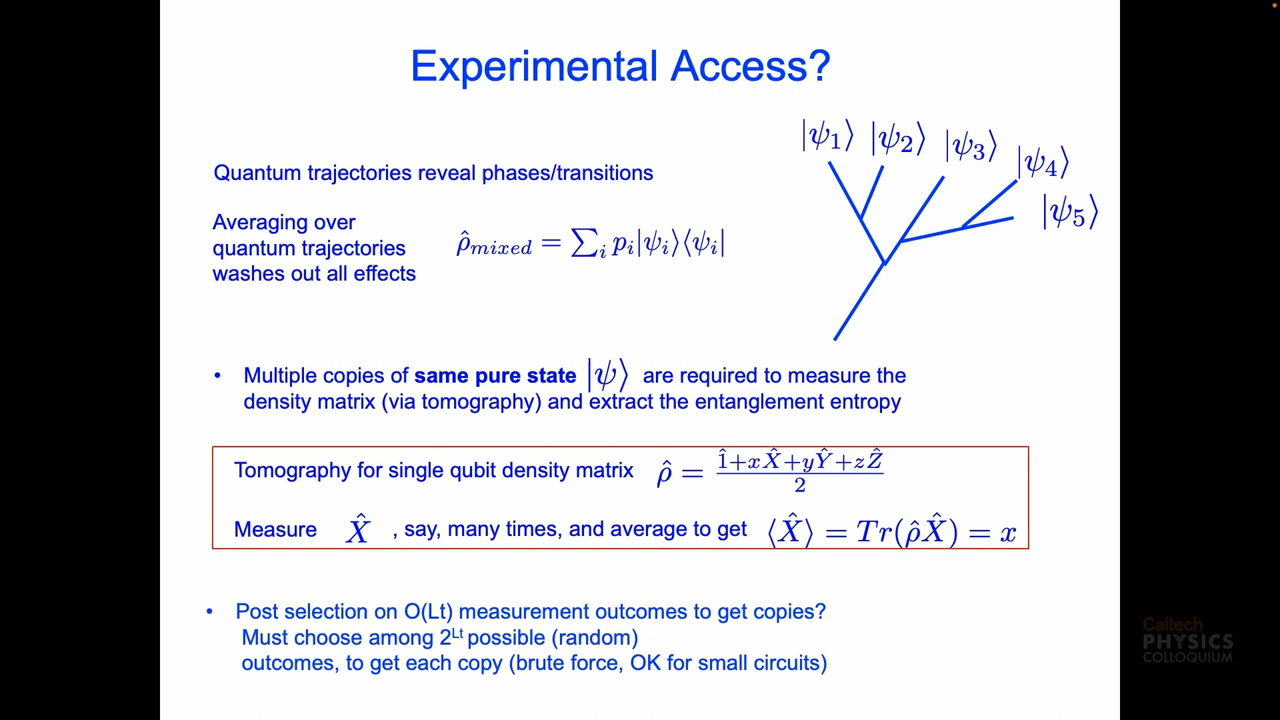 Experimental Access?
|ψ₁⟩ |ψ₂⟩ |ψ₃⟩ |ψ₄⟩ |ψ₅⟩
Quantum trajectories reveal phases/transitions
Averaging over
quantum trajectories
washes out all effects
ρ̂_mixed = ∑ᵢ pᵢ|ψᵢ⟩⟨ψᵢ|
• Multiple copies of same pure state |ψ⟩ are required to measure the
density matrix (via tomography) and extract the entanglement entropy
Tomography for single qubit density matrix ρ̂ = (1̂+xX̂+yŶ+zẐ)/2
Measure X̂ , say, many times, and average to get ⟨X̂⟩ = Tr(ρ̂X̂) = x
• Post selection on O(Lt) measurement outcomes to get copies?
Must choose among 2^Lt possible (random)
outcomes, to get each copy (brute force, OK for small circuits)
Caltech
PHYSICS
COLLOQUIUM